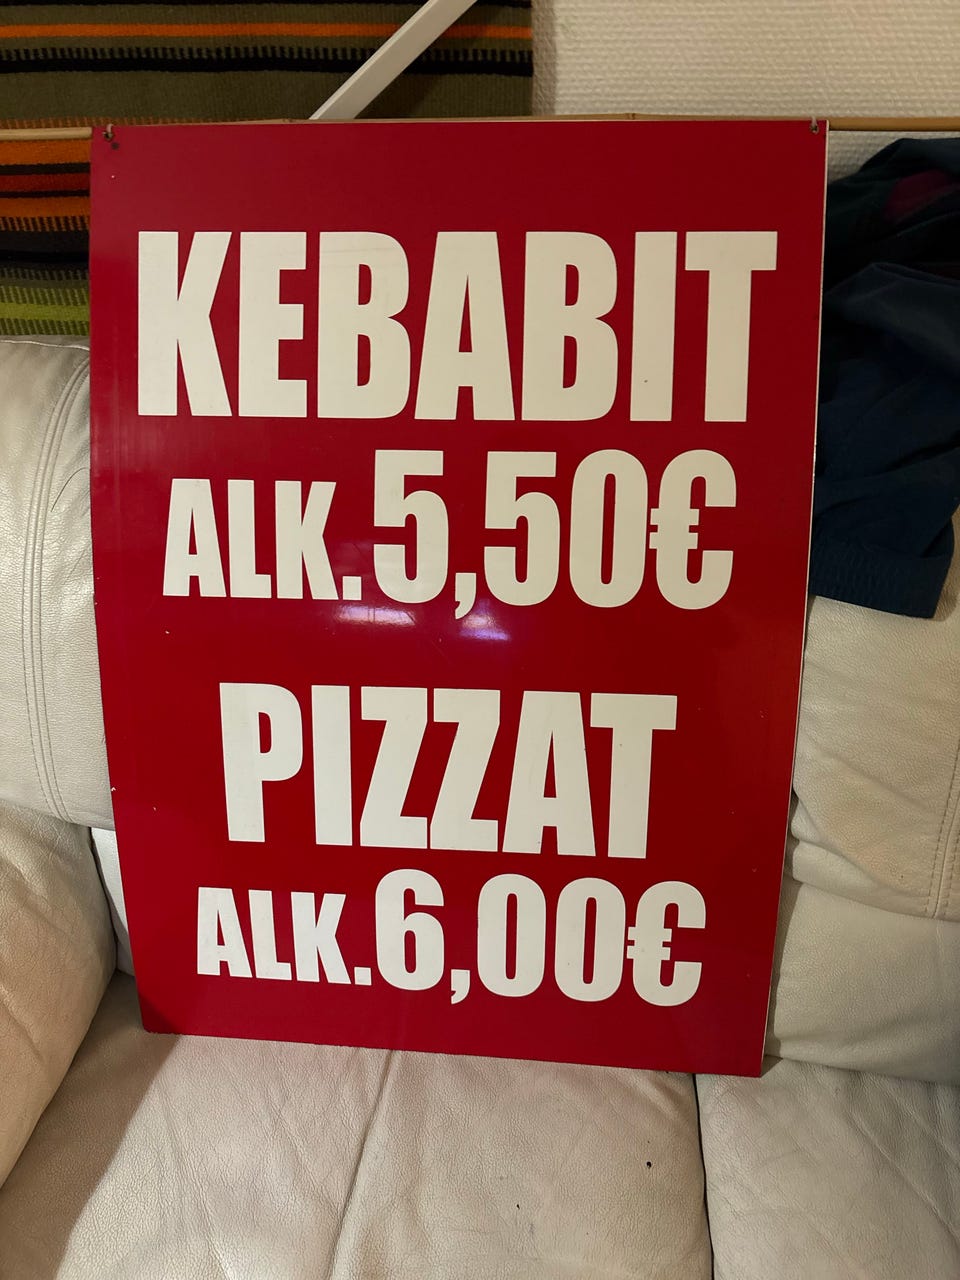 KEBABIT
ALK. 5,50€
PIZZAT
ALK. 6,00€